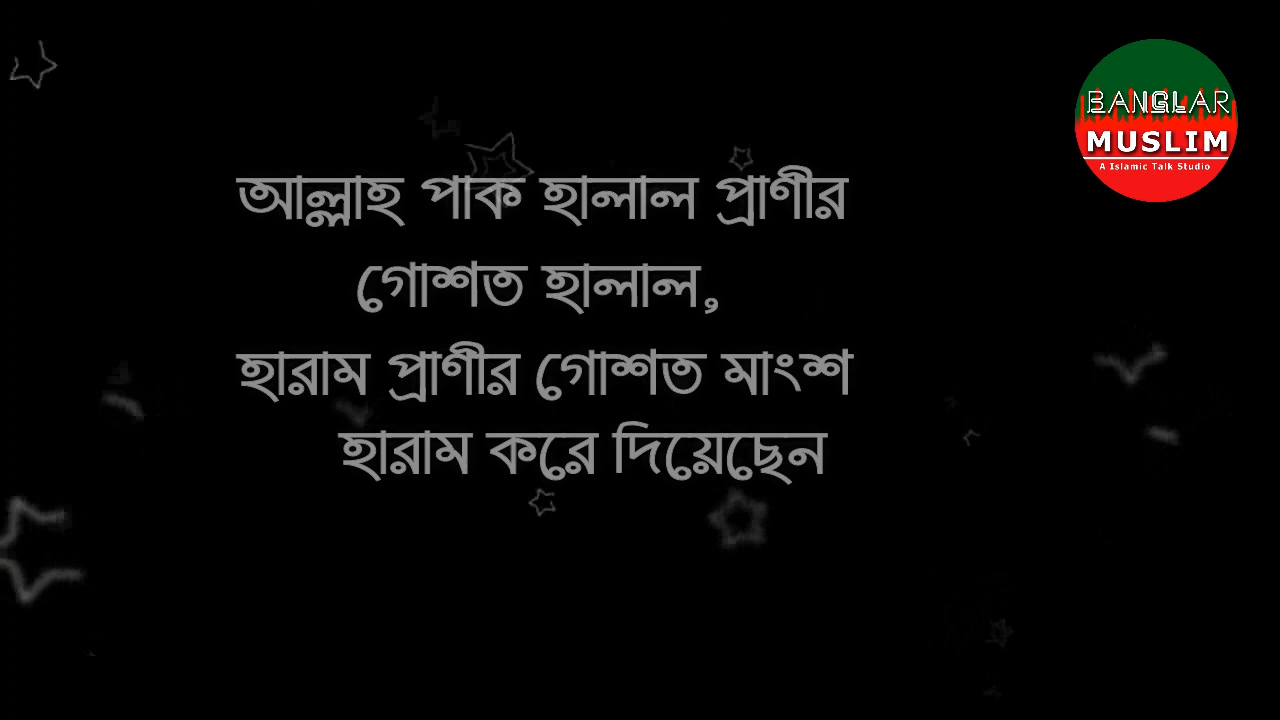 আল্লাহ পাক হালাল প্রাণীর
গোশত হালাল,
হারাম প্রাণীর গোশত মাংশ
হারাম করে দিয়েছেন
BANGLAR
MUSLIM
A Islamic Talk Studio